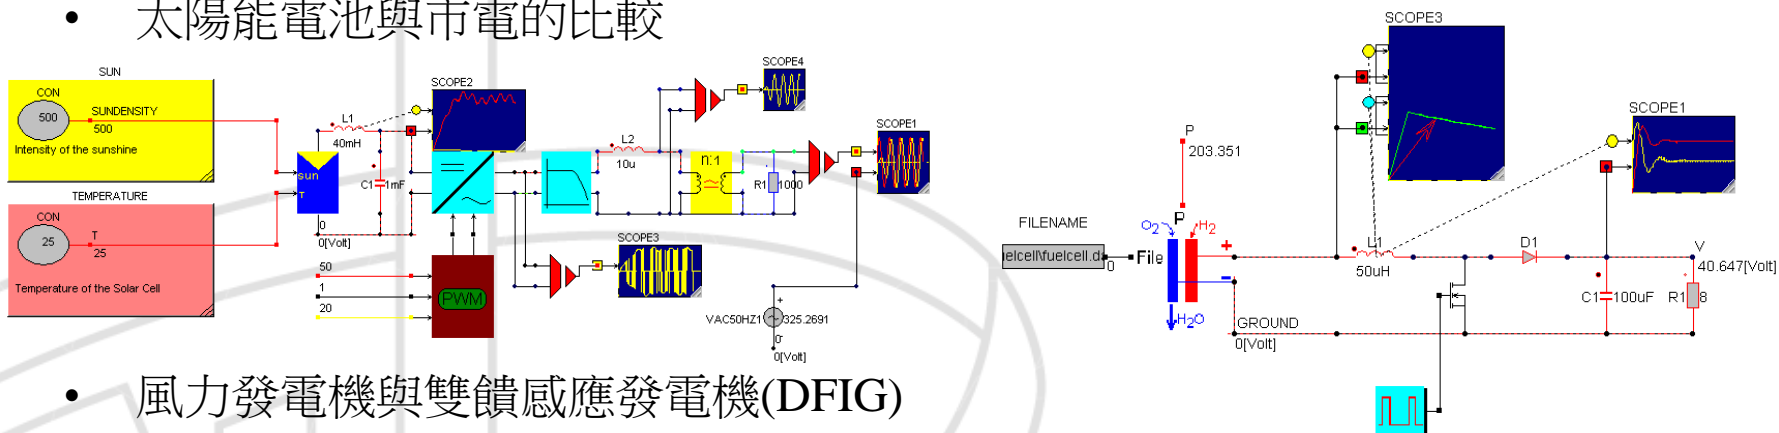 • 太陽能電池與市電的比較
SUN
CON
500
SUNDENSITY
500
Intensity of the sunshine
TEMPERATURE
CON
25
T
25
Temperature of the Solar Cell
sun
T
0
0[Volt]
L1
40mH
C1
1mF
SCOPE2
50
1
20
PWM
L2
10u
n:1
R1
1000
SCOPE4
SCOPE1
SCOPE3
VAC50HZ1
325.2691
0
0[Volt]
SCOPE3
SCOPE1
P
203.351
FILENAME
0
File
O2
P
H2
+
-
H2O
GROUND
0[Volt]
L1
50uH
D1
C1
100uF
R1
8
V
40.647[Volt]
• 風力發電機與雙饋感應發電機(DFIG)